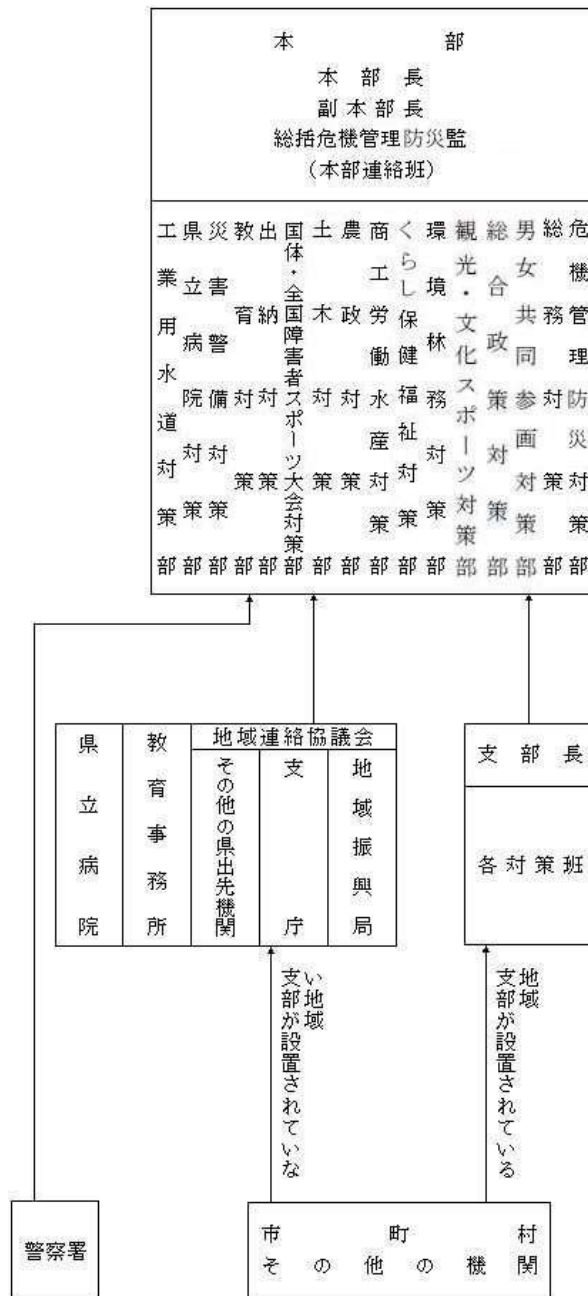 本部
本部長
副本部長
総括危機管理防災監
(本部連絡班)
危機管理防災対策部
総務対策部
男女共同参画対策部
総合政策対策部
観光・文化スポーツ対策部
環境林務対策部
くらし保健福祉対策部
商工労働水産対策部
農政対策部
土木対策部
国体・全国障害者スポーツ大会対策部
出納対策部
教育対策部
災害警備対策部
県立病院対策部
工業用水道対策部
地域連絡協議会
地域振興局
支庁
その他の県出先機関
教育事務所
県立病院
支部長
各対策班
支部が設置されていな
い地域
支部が設置されている
地域
警察署
市町村
その他の機関